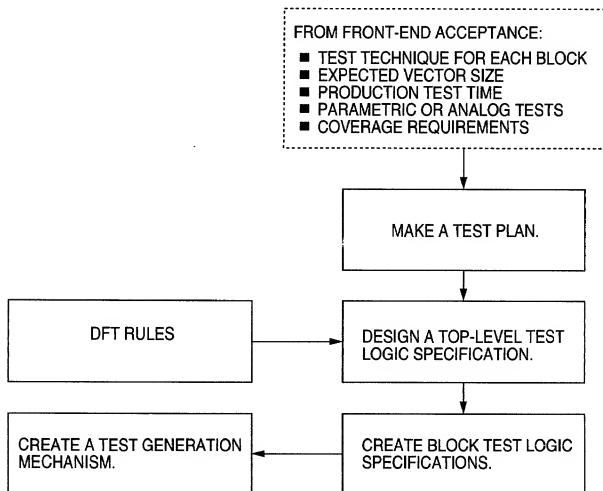 FROM FRONT-END ACCEPTANCE:
■ TEST TECHNIQUE FOR EACH BLOCK
■ EXPECTED VECTOR SIZE
■ PRODUCTION TEST TIME
■ PARAMETRIC OR ANALOG TESTS
■ COVERAGE REQUIREMENTS
MAKE A TEST PLAN.
DFT RULES
DESIGN A TOP-LEVEL TEST
LOGIC SPECIFICATION.
CREATE A TEST GENERATION
MECHANISM.
CREATE BLOCK TEST LOGIC
SPECIFICATIONS.